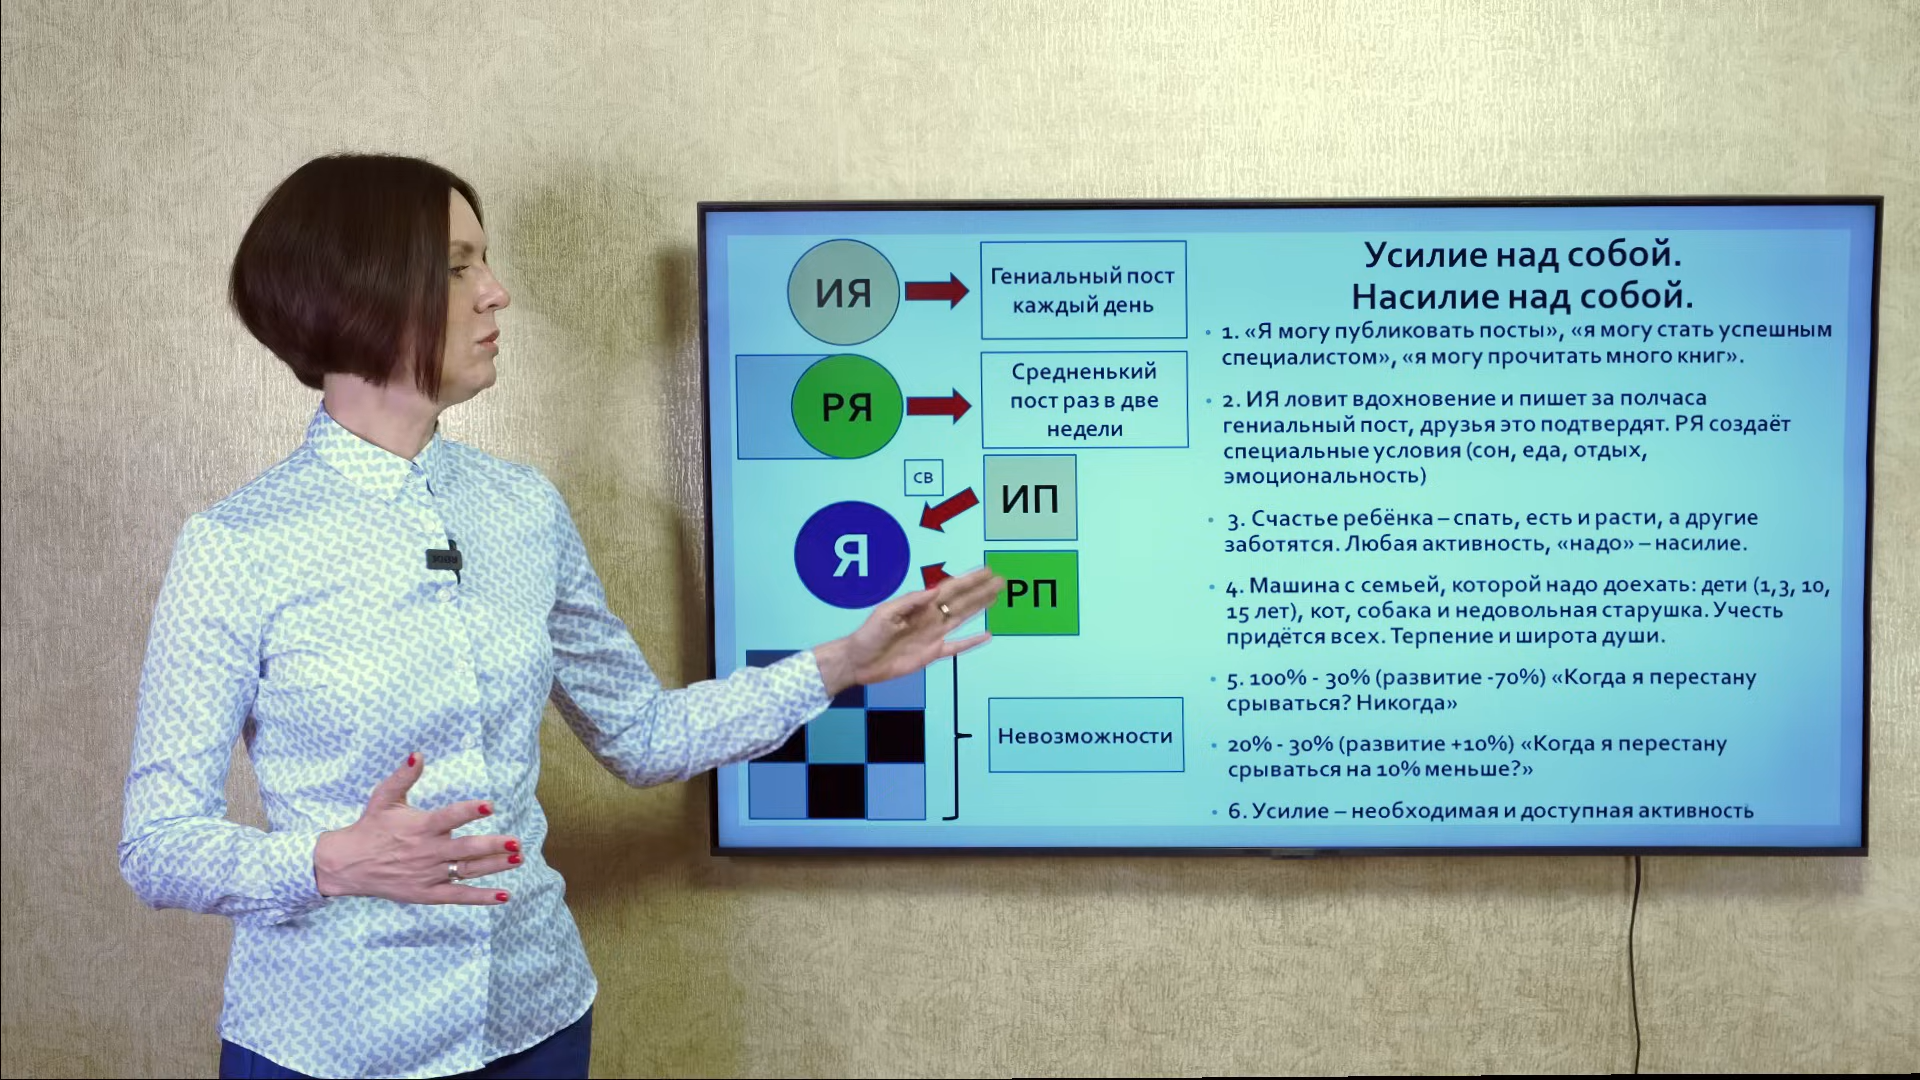 ИЯ
Гениальный пост
каждый день
РЯ
Средненький
пост раз в две
недели
СВ
ИП
Я
РП
Невозможности
Усилие над собой.
Насилие над собой.
1. «Я могу публиковать посты», «я могу стать успешным
специалистом», «я могу прочитать много книг».
2. ИЯ ловит вдохновение и пишет за полчаса
гениальный пост, друзья это подтвердят. РЯ создаёт
специальные условия (сон, еда, отдых,
эмоциональность)
3. Счастье ребёнка – спать, есть и расти, а другие
заботятся. Любая активность, «надо» – насилие.
4. Машина с семьей, которой надо доехать: дети (1,3, 10,
15 лет), кот, собака и недовольная старушка. Учесть
придётся всех. Терпение и широта души.
5. 100% - 30% (развитие -70%) «Когда я перестану
срываться? Никогда»
20% - 30% (развитие +10%) «Когда я перестану
срываться на 10% меньше?»
6. Усилие – необходимая и доступная активность